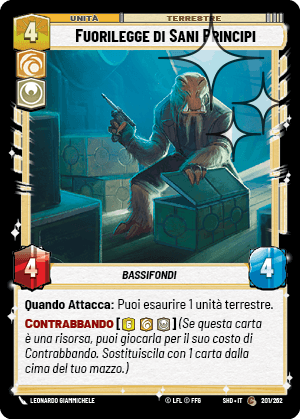 UNITÀ TERRESTRE
4 FUORILEGGE DI SANI PRINCIPI
4 4
BASSIFONDI
Quando Attacca: Puoi esaurire 1 unità terrestre.
CONTRABBANDO [6] (Se questa carta
è una risorsa, puoi giocarla per il suo costo di
Contrabbando. Sostituiscila con 1 carta dalla
cima del tuo mazzo.)
LEONARDO GIAMMICHELE © LFL © FFG SHD • IT 201/262